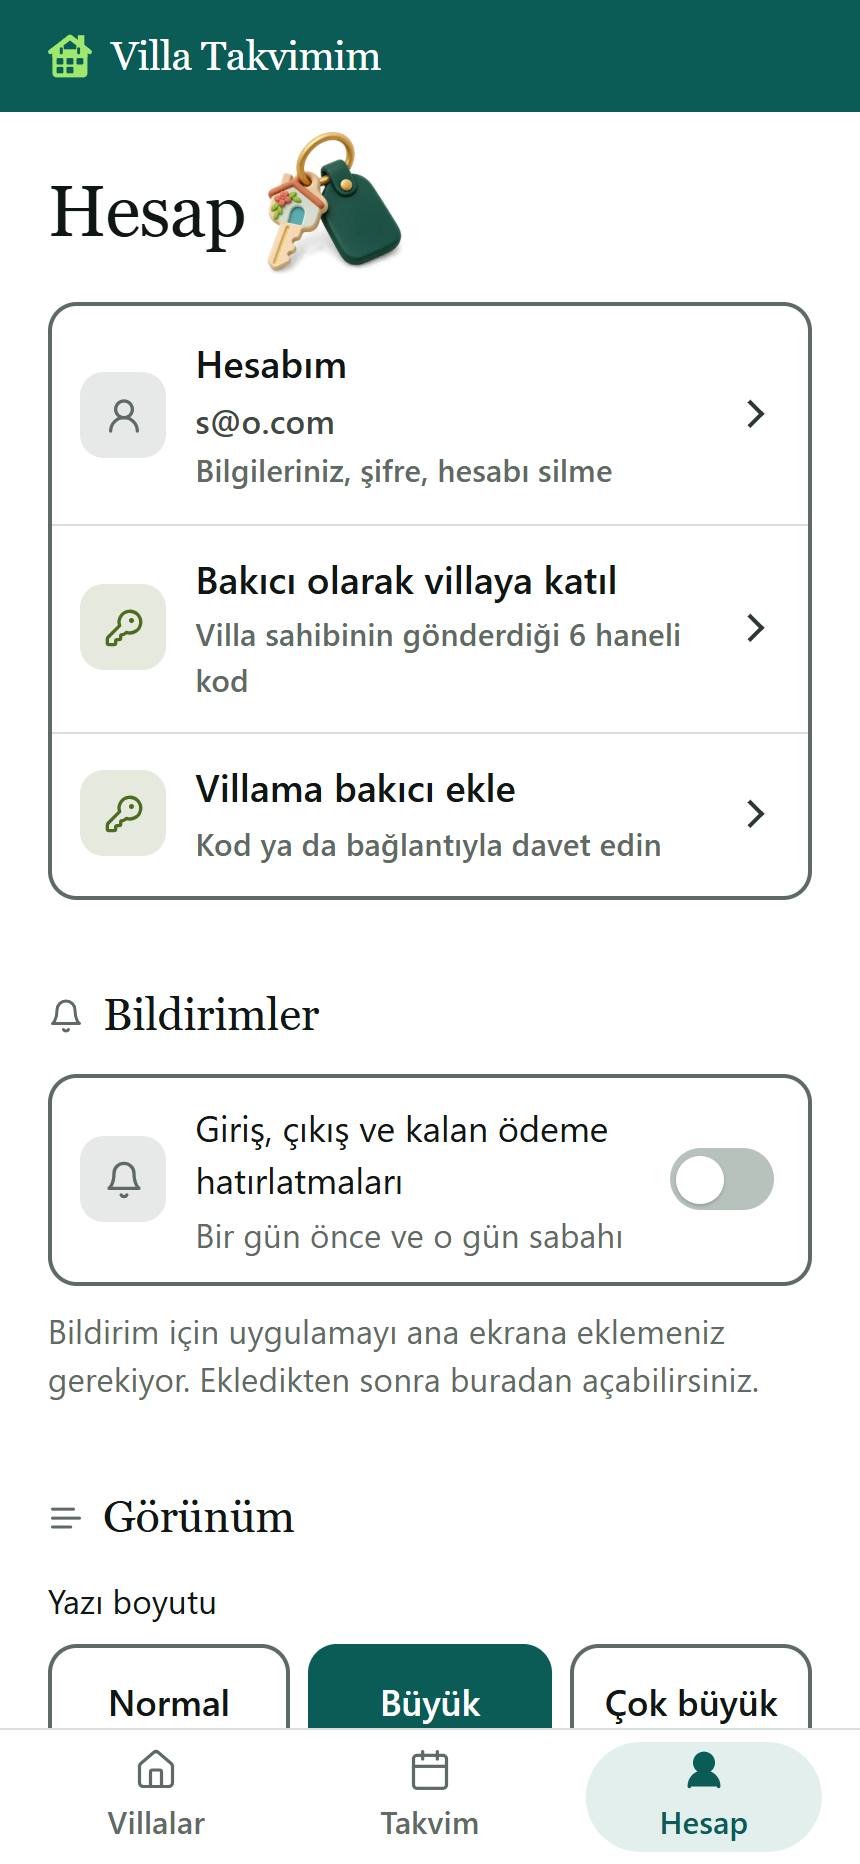 Villa Takvimim
Hesap
Hesabım
s@o.com
Bilgileriniz, şifre, hesabı silme
Bakıcı olarak villaya katıl
Villa sahibinin gönderdiği 6 haneli
kod
Villama bakıcı ekle
Kod ya da bağlantıyla davet edin
Bildirimler
Giriş, çıkış ve kalan ödeme
hatırlatmaları
Bir gün önce ve o gün sabahı
Bildirim için uygulamayı ana ekrana eklemeniz
gerekiyor. Ekledikten sonra buradan açabilirsiniz.
Görünüm
Yazı boyutu
Normal
Büyük
Çok büyük
Villalar
Takvim
Hesap